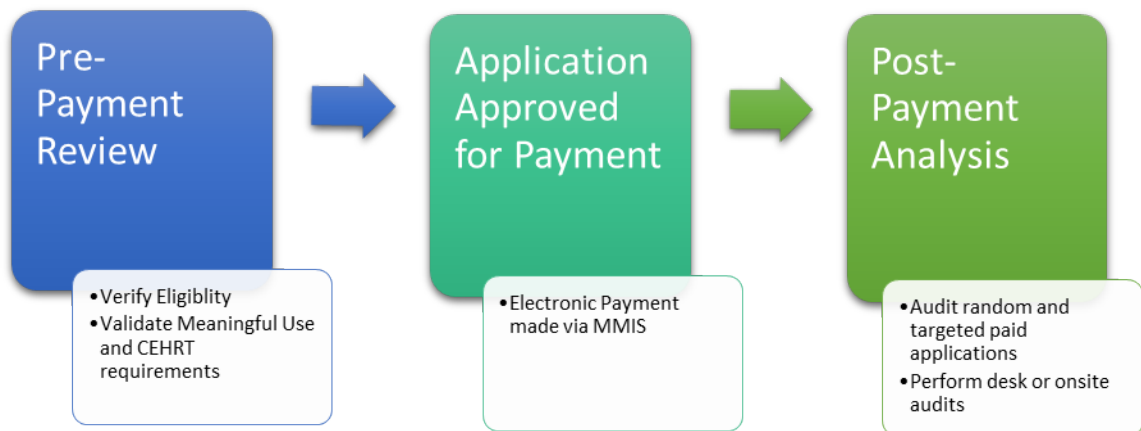 Pre-
Payment
Review
•Verify Eligiblity
•Validate Meaningful Use
and CEHRT
requirements
Application
Approved
for Payment
•Electronic Payment
made via MMIS
Post-
Payment
Analysis
•Audit random and
targeted paid
applications
•Perform desk or onsite
audits